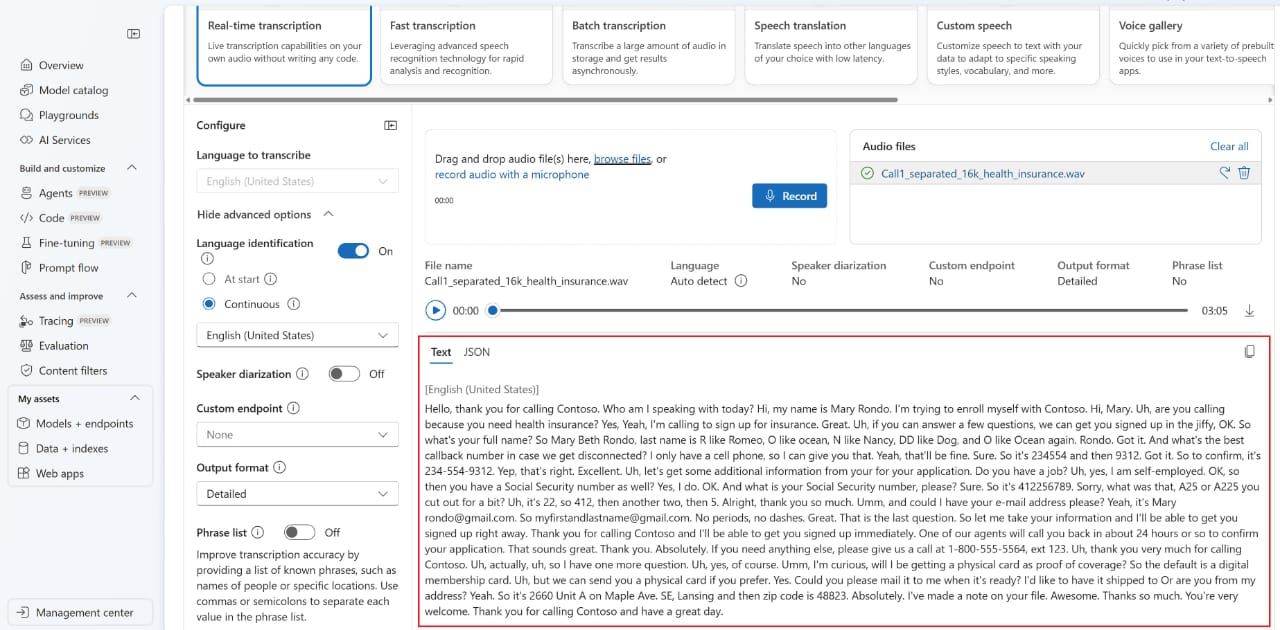 Overview
Model catalog
Playgrounds
AI Services
Build and customize
Agents PREVIEW
Code PREVIEW
Fine-tuning PREVIEW
Prompt flow
Assess and improve
Tracing PREVIEW
Evaluation
Content filters
My assets
Models + endpoints
Data + indexes
Web apps
Management center
Real-time transcription
Live transcription capabilities on your
own audio without writing any code.
Fast transcription
Leveraging advanced speech
recognition technology for rapid
analysis and recognition.
Batch transcription
Transcribe a large amount of audio in
storage and get results
asynchronously.
Speech translation
Translate speech into other languages
of your choice with low latency.
Custom speech
Customize speech to text with your
data to adapt to specific speaking
styles, vocabulary, and more.
Voice gallery
Quickly pick from a variety of prebuilt
voices to use in your text-to-speech
apps.
Configure
Language to transcribe
English (United States)
Hide advanced options
Language identification
On
At start
Continuous
English (United States)
Speaker diarization
Off
Custom endpoint
None
Output format
Detailed
Phrase list
Off
Improve transcription accuracy by
providing a list of known phrases, such as
names of people or specific locations. Use
commas or semicolons to separate each
value in the phrase list.
Drag and drop audio file(s) here, browse files, or
record audio with a microphone
00:00
Record
Audio files
Clear all
Call1_separated_16k_health_insurance.wav
File name
Call1_separated_16k_health_insurance.wav
Language
Auto detect
Speaker diarization
No
Custom endpoint
No
Output format
Detailed
Phrase list
No
00:00
03:05
Text JSON
[English (United States)]
Hello, thank you for calling Contoso. Who am I speaking with today? Hi, my name is Mary Rondo. I'm trying to enroll myself with Contoso. Hi, Mary. Uh, are you calling
because you need health insurance? Yes, Yeah, I'm calling to sign up for insurance. Great. Uh, if you can answer a few questions, we can get you signed up in the jiffy, OK. So
what's your full name? So Mary Beth Rondo, last name is R like Romeo, O like ocean, N like Nancy, DD like Dog, and O like Ocean again. Rondo. Got it. And what's the best
callback number in case we get disconnected? I only have a cell phone, so I can give you that. Yeah, that'll be fine. Sure. So it's 234554 and then 9312. Got it. So to confirm, it's
234-554-9312. Yep, that's right. Excellent. Uh, let's get some additional information from your for your application. Do you have a job? Uh, yes, I am self-employed. OK, so
then you have a Social Security number as well? Yes, I do. OK. And what is your Social Security number, please? Sure. So it's 412256789. Sorry, what was that, A25 or A225 you
cut out for a bit? Uh, it's 22, so 412, then another two, then 5. Alright, thank you so much. Umm, and could I have your e-mail address please? Yeah, it's Mary
rondo@gmail.com. So myfirstandlastname@gmail.com. No periods, no dashes. Great. That is the last question. So let me take your information and I'll be able to get you
signed up right away. Thank you for calling Contoso and I'll be able to get you signed up immediately. One of our agents will call you back in about 24 hours or so to confirm
your application. That sounds great. Thank you. Absolutely. If you need anything else, please give us a call at 1-800-555-5564, ext 123. Uh, thank you very much for calling
Contoso. Uh, actually, uh, so I have one more question. Uh, yes, of course. Umm, I'm curious, will I be getting a physical card as proof of coverage? So the default is a digital
membership card. Uh, but we can send you a physical card if you prefer. Yes. Could you please mail it to me when it's ready? I'd like to have it shipped to Or are you from my
address? Yeah. So it's 2660 Unit A on Maple Ave. SE, Lansing and then zip code is 48823. Absolutely. I've made a note on your file. Awesome. Thanks so much. You're very
welcome. Thank you for calling Contoso and have a great day.